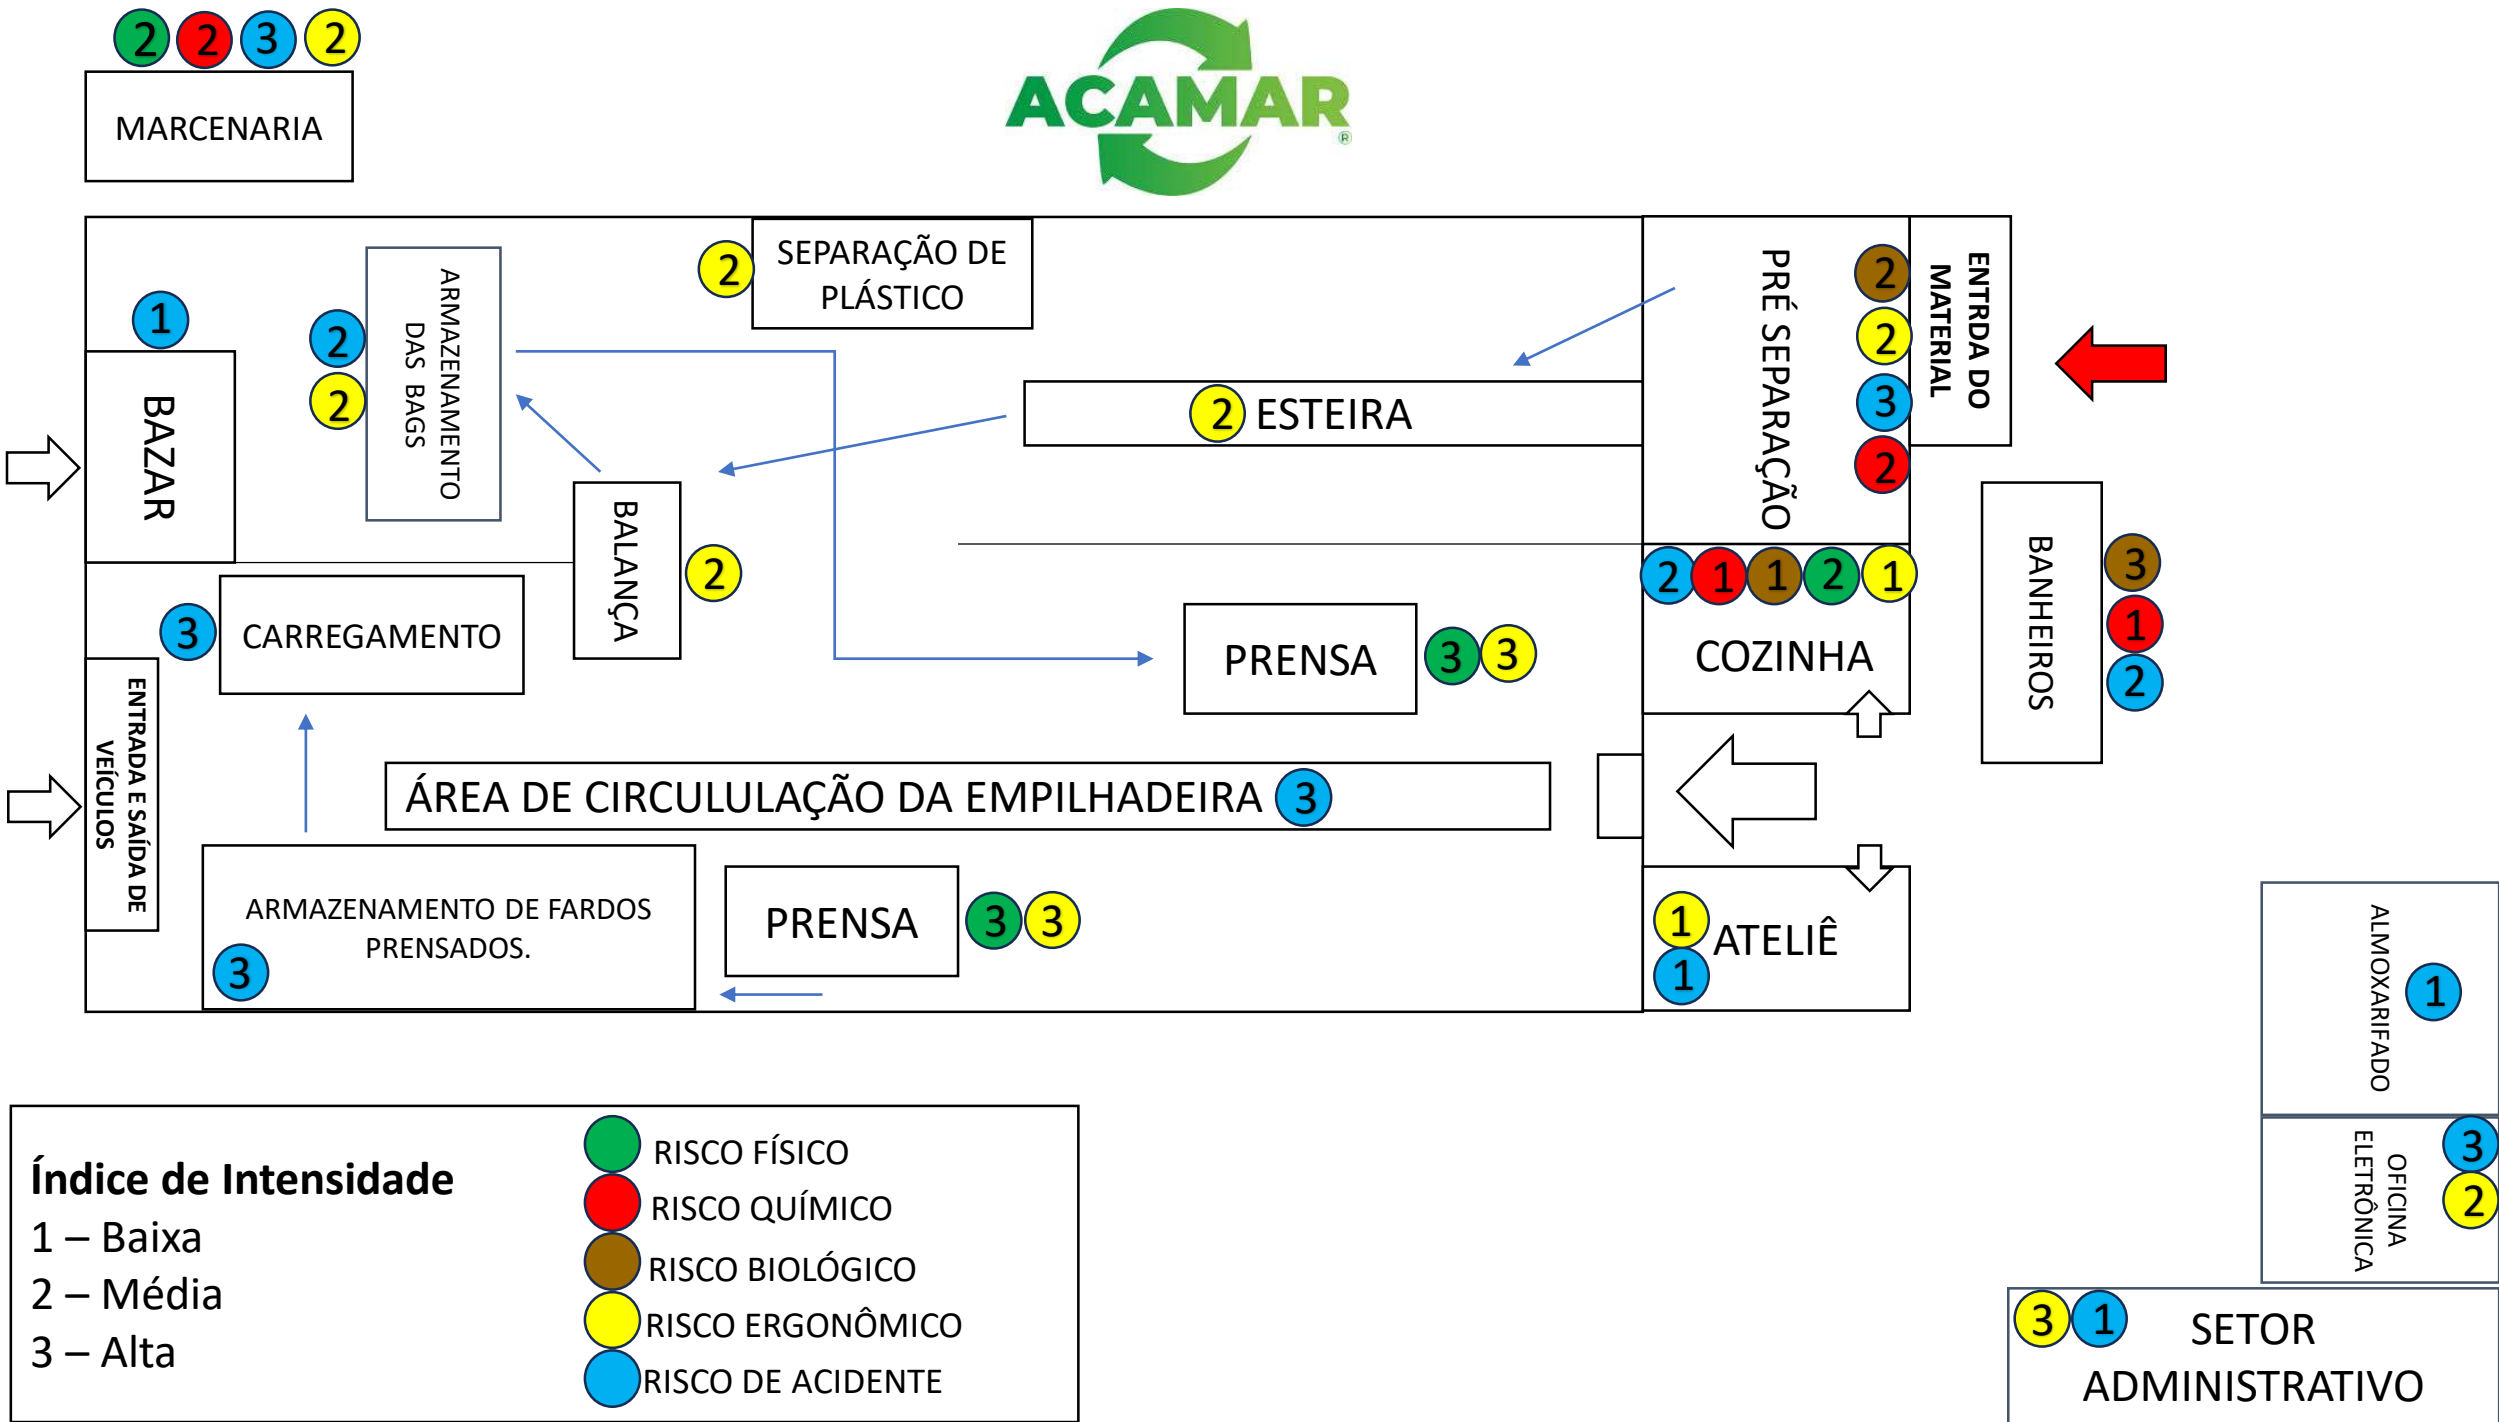 2 2 3 2
MARCENARIA
ACAMAR
®
SEPARAÇÃO DE
PLÁSTICO
2
ARMAZENAMENTO
DAS BAGS
2
2
1
BAZAR
2 ESTEIRA
PRÉ SEPARAÇÃO
2
2
3
2
ENTRDA DO
MATERIAL
BALANÇA
2
CARREGAMENTO
3
PRENSA
3 3
2 1 1 2 1
COZINHA
BANHEIROS
3
1
2
ENTRADA E SAÍDA DE
VEÍCULOS
ÁREA DE CIRCULULAÇÃO DA EMPILHADEIRA 3
ARMAZENAMENTO DE FARDOS
PRENSADOS.
3
PRENSA
3 3
1
ATELIÊ
1
ALMOXARIFADO
1
OFICINA
ELETRÔNICA
3
2
3 1
SETOR
ADMINISTRATIVO
Índice de Intensidade
1 – Baixa
2 – Média
3 – Alta
RISCO FÍSICO
RISCO QUÍMICO
RISCO BIOLÓGICO
RISCO ERGONÔMICO
RISCO DE ACIDENTE